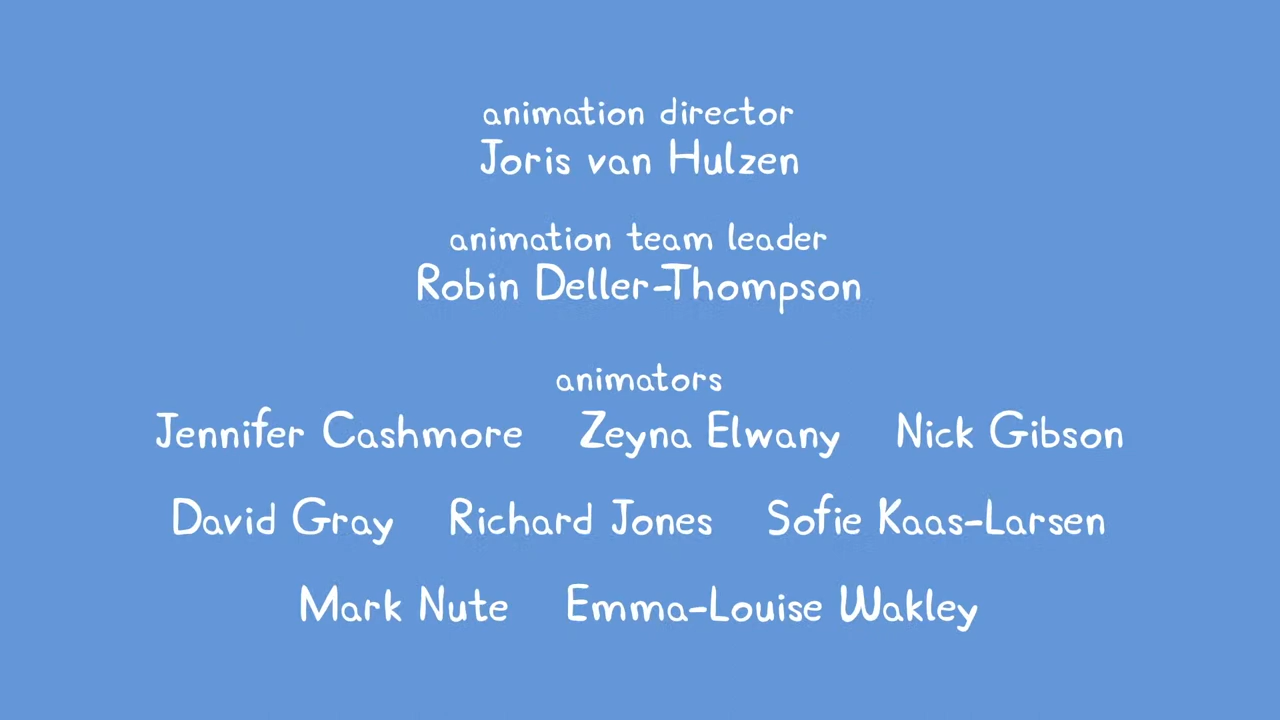 animation director
Joris van Hulzen
animation team leader
Robin Deller-Thompson
animators
Jennifer Cashmore Zeyna Elwany Nick Gibson
David Gray Richard Jones Sofie Kaas-Larsen
Mark Nute Emma-Louise Wakley